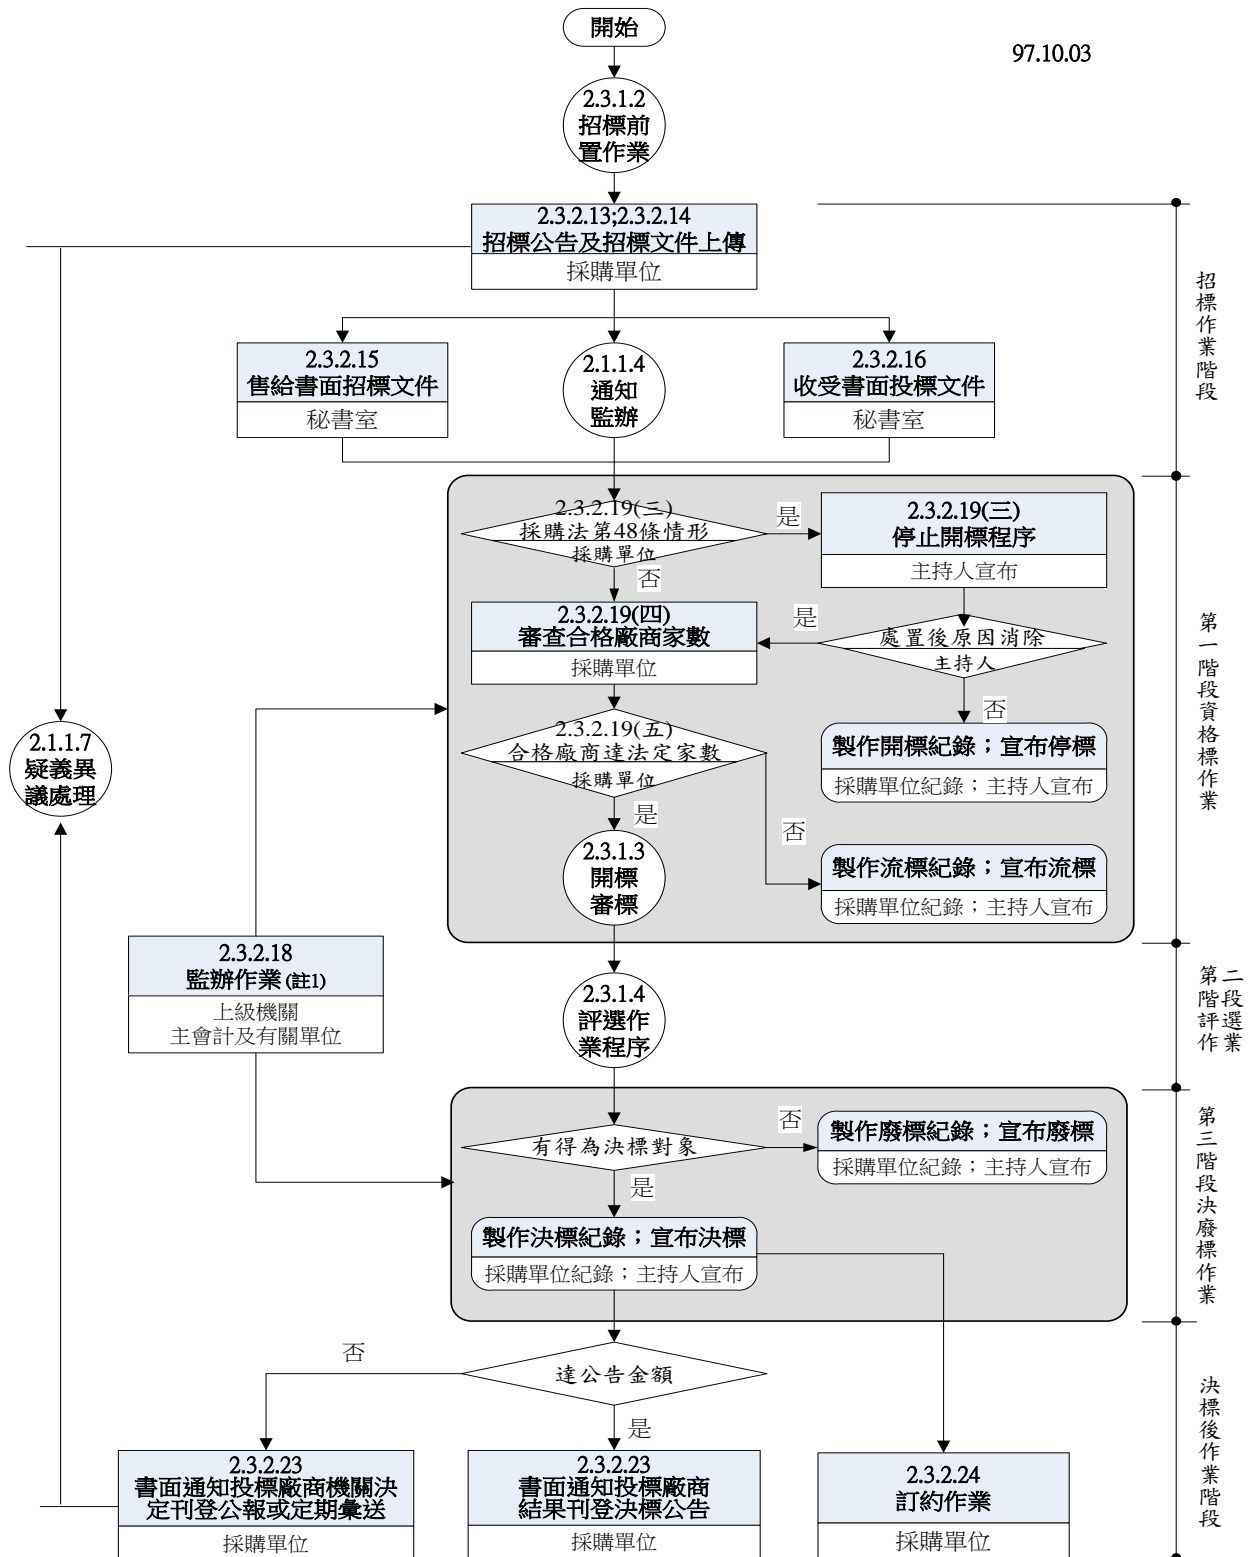 開始
97.10.03
2.3.1.2
招標前
置作業
2.3.2.13;2.3.2.14
招標公告及招標文件上傳
採購單位
招標作業階段
2.3.2.15
售給書面招標文件
秘書室
2.1.1.4
通知
監辦
2.3.2.16
收受書面投標文件
秘書室
2.3.2.19(三)
採購法第48條情形
採購單位
是
否
2.3.2.19(三)
停止開標程序
主持人宣布
2.3.2.19(四)
審查合格廠商家數
採購單位
是
處置後原因消除
主持人
否
第一階段資格標作業
2.3.2.19(五)
合格廠商達法定家數
採購單位
是
否
製作開標紀錄；宣布停標
採購單位紀錄；主持人宣布
2.1.1.7
疑義異
議處理
2.3.1.3
開標
審標
製作流標紀錄；宣布流標
採購單位紀錄；主持人宣布
2.3.2.18
監辦作業(註1)
上級機關
主會計及有關單位
2.3.1.4
評選作
業程序
第二
階段
評選
作業
有得為決標對象
否
是
製作廢標紀錄；宣布廢標
採購單位紀錄；主持人宣布
第三階段決廢標作業
製作決標紀錄；宣布決標
採購單位紀錄；主持人宣布
達公告金額
否
是
決標後作業階段
2.3.2.23
書面通知投標廠商機關決
定刊登公報或定期彙送
採購單位
2.3.2.23
書面通知投標廠商
結果刊登決標公告
採購單位
2.3.2.24
訂約作業
採購單位